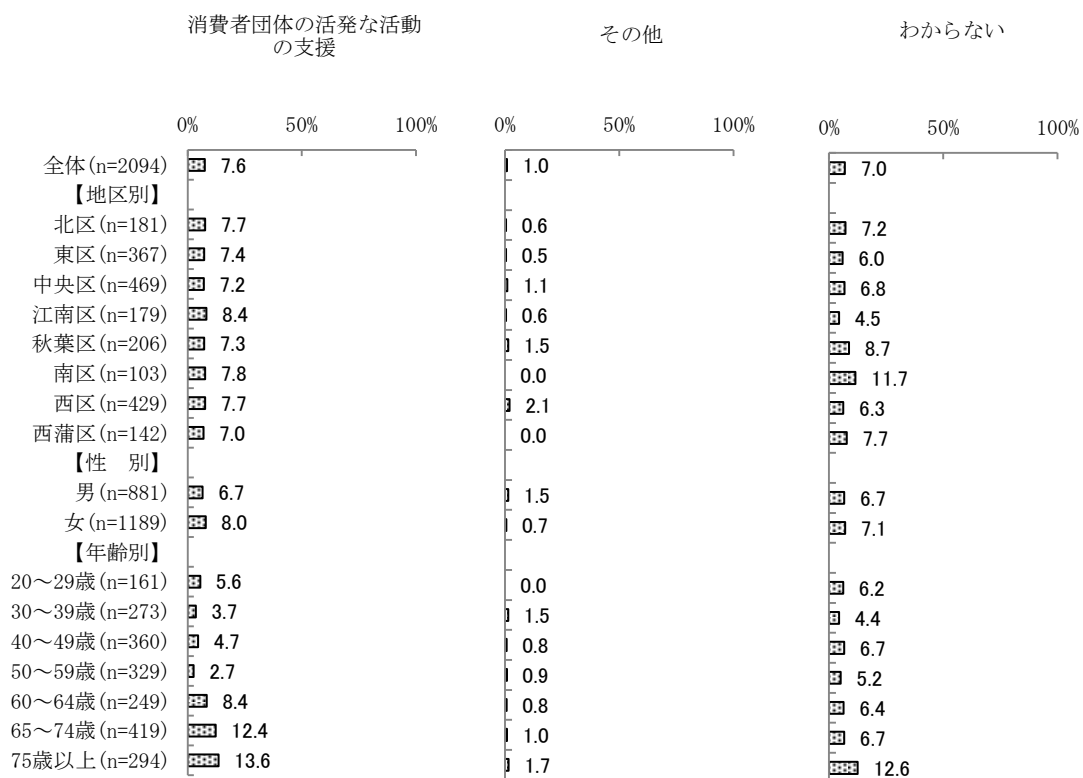 消費者団体の活発な活動
の支援
その他
わからない
0% 50% 100% 0% 50% 100% 0% 50% 100%
全体(n=2094) 7.6 1.0 7.0
【地区別】
北区(n=181) 7.7 0.6 7.2
東区(n=367) 7.4 0.5 6.0
中央区(n=469) 7.2 1.1 6.8
江南区(n=179) 8.4 0.6 4.5
秋葉区(n=206) 7.3 1.5 8.7
南区(n=103) 7.8 0.0 11.7
西区(n=429) 7.7 2.1 6.3
西蒲区(n=142) 7.0 0.0 7.7
【性　別】
男(n=881) 6.7 1.5 6.7
女(n=1189) 8.0 0.7 7.1
【年齢別】
20～29歳(n=161) 5.6 0.0 6.2
30～39歳(n=273) 3.7 1.5 4.4
40～49歳(n=360) 4.7 0.8 6.7
50～59歳(n=329) 2.7 0.9 5.2
60～64歳(n=249) 8.4 0.8 6.4
65～74歳(n=419) 12.4 1.0 6.7
75歳以上(n=294) 13.6 1.7 12.6